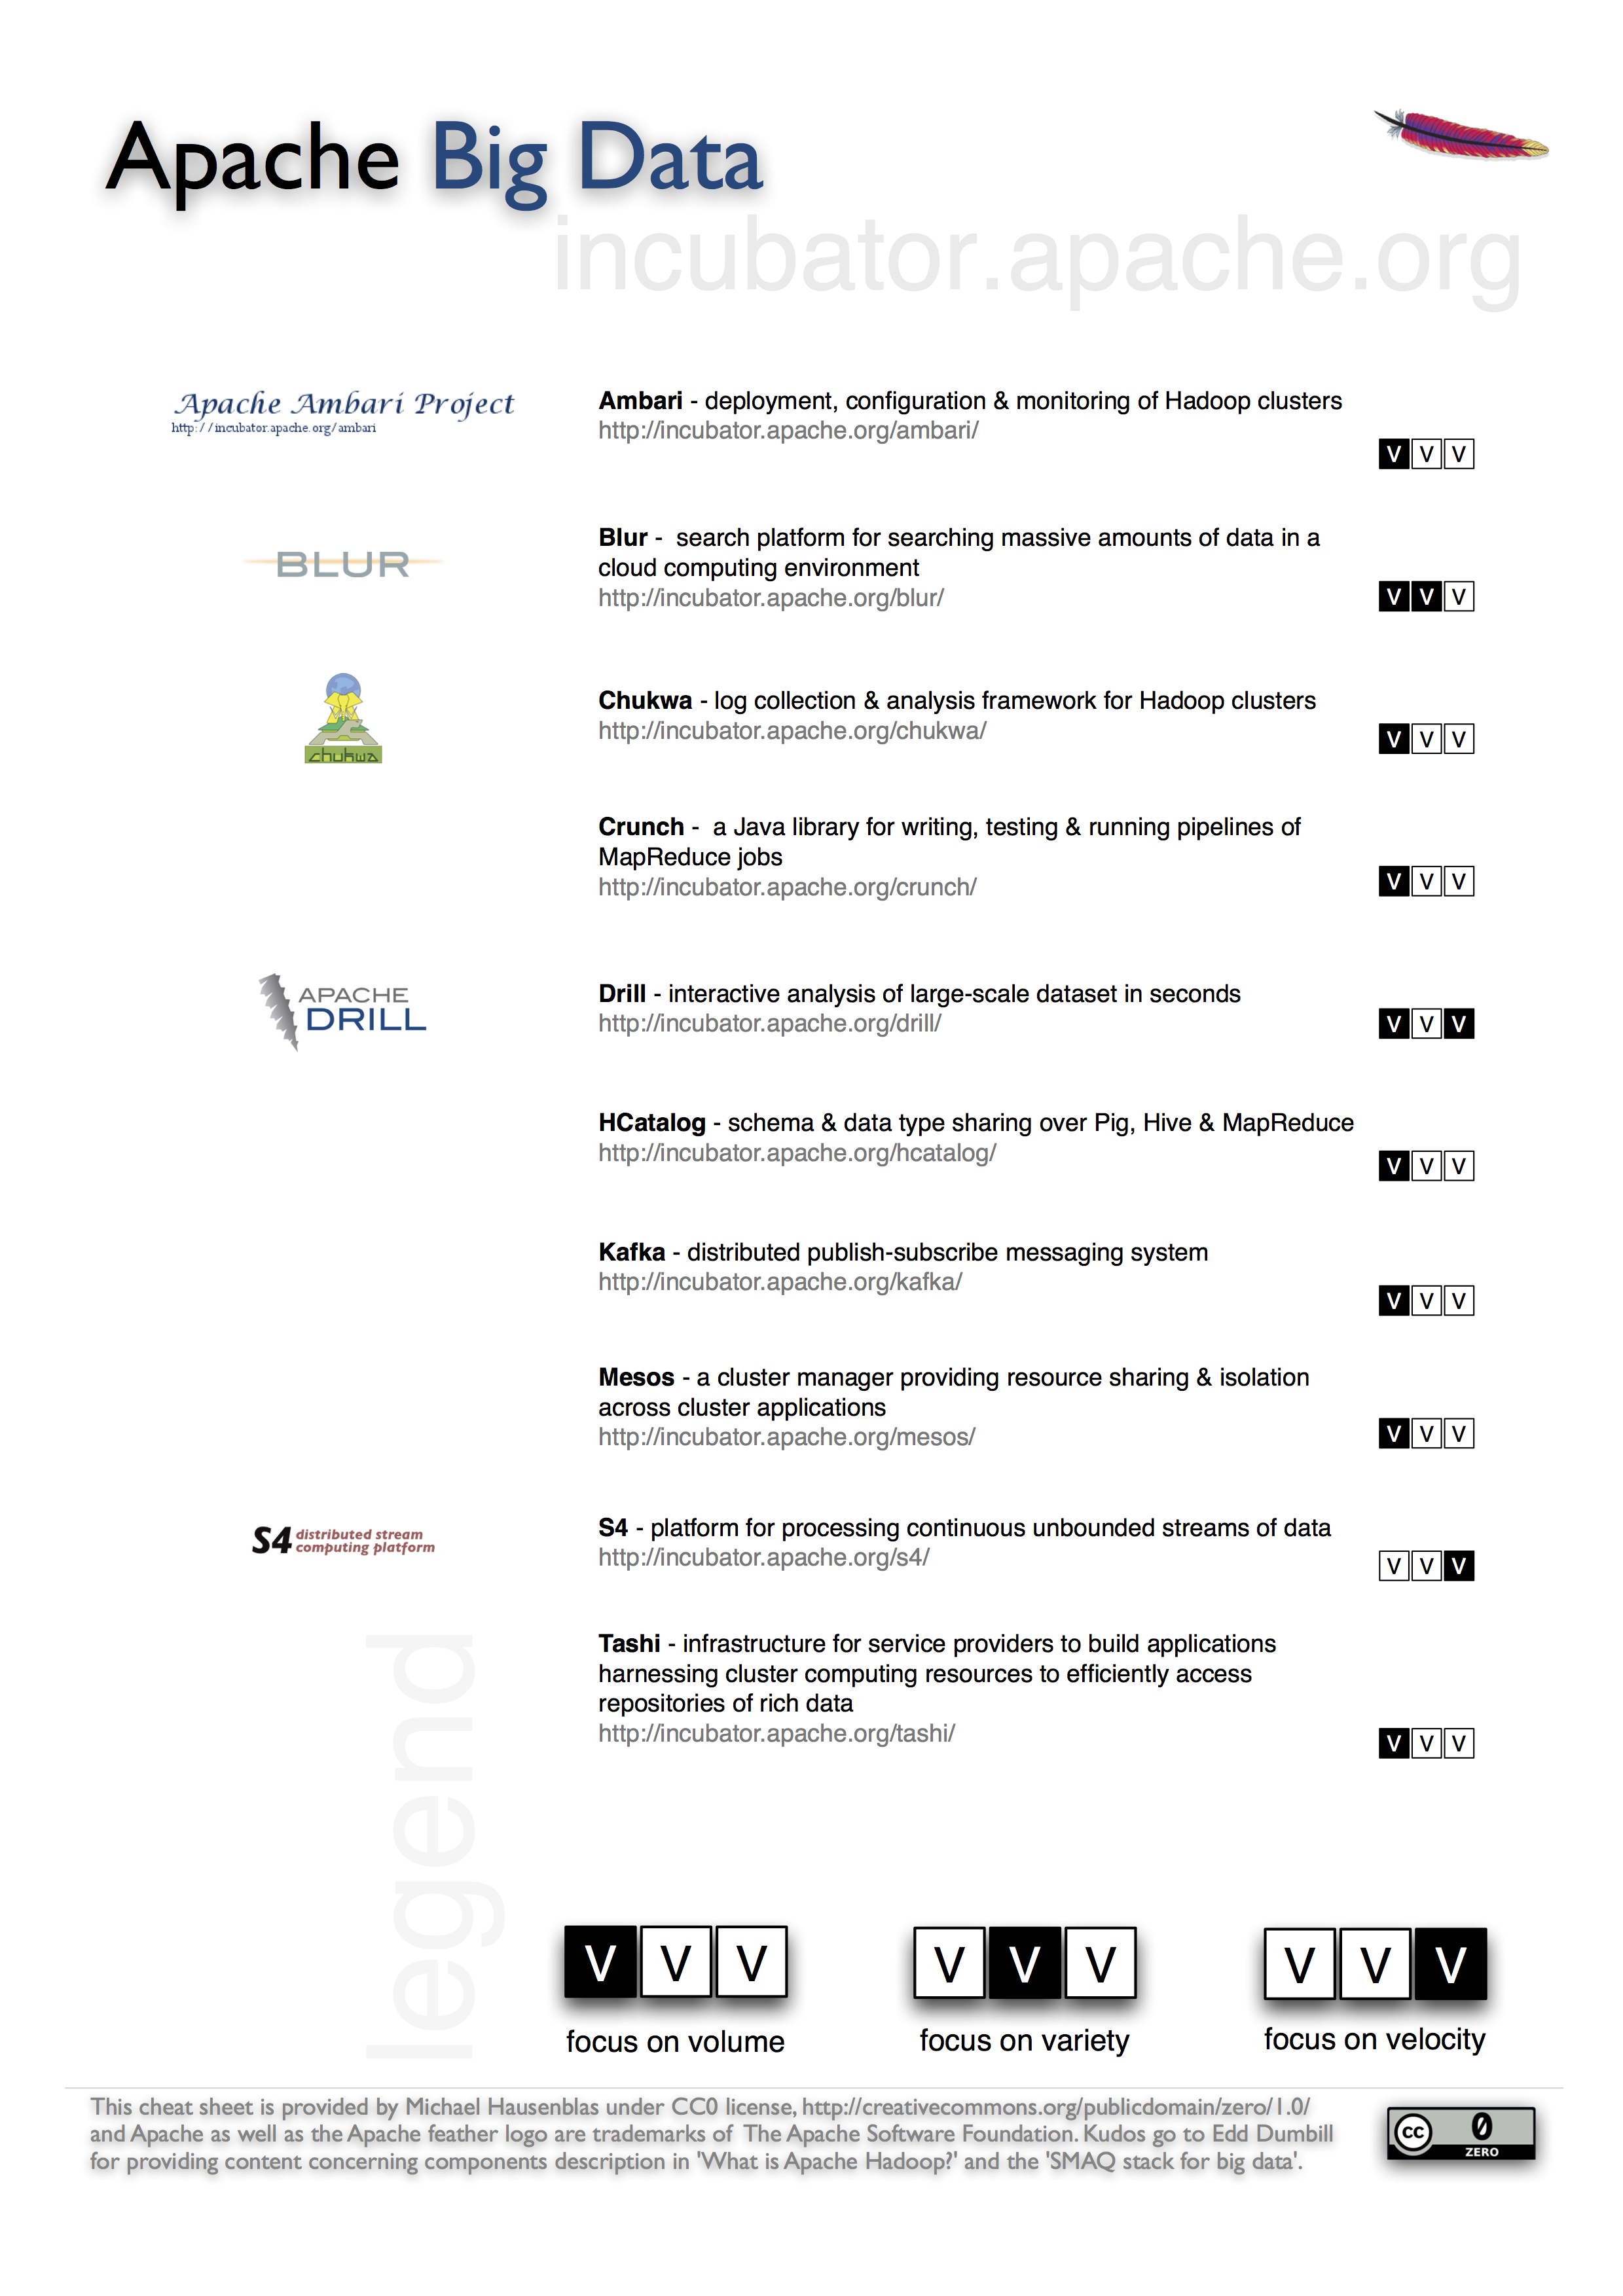 Apache Big Data
incubator.apache.org
Apache Ambari Project
http://incubator.apache.org/ambari
Ambari - deployment, configuration & monitoring of Hadoop clusters
http://incubator.apache.org/ambari/
V V V
BLUR
Blur -  search platform for searching massive amounts of data in a
cloud computing environment
http://incubator.apache.org/blur/
V V V
chukwa
Chukwa - log collection & analysis framework for Hadoop clusters
http://incubator.apache.org/chukwa/
V V V
Crunch -  a Java library for writing, testing & running pipelines of
MapReduce jobs
http://incubator.apache.org/crunch/
V V V
APACHE
DRILL
Drill - interactive analysis of large-scale dataset in seconds
http://incubator.apache.org/drill/
V V V
HCatalog - schema & data type sharing over Pig, Hive & MapReduce
http://incubator.apache.org/hcatalog/
V V V
Kafka - distributed publish-subscribe messaging system
http://incubator.apache.org/kafka/
V V V
Mesos - a cluster manager providing resource sharing & isolation
across cluster applications
http://incubator.apache.org/mesos/
V V V
S4 distributed stream
computing platform
S4 - platform for processing continuous unbounded streams of data
http://incubator.apache.org/s4/
V V V
Tashi - infrastructure for service providers to build applications
harnessing cluster computing resources to efficiently access
repositories of rich data
http://incubator.apache.org/tashi/
V V V
legend
V V V
focus on volume
V V V
focus on variety
V V V
focus on velocity
This cheat sheet is provided by Michael Hausenblas under CC0 license, http://creativecommons.org/publicdomain/zero/1.0/
and Apache as well as the Apache feather logo are trademarks of The Apache Software Foundation. Kudos go to Edd Dumbill
for providing content concerning components description in 'What is Apache Hadoop?' and the 'SMAQ stack for big data'.
cc 0
ZERO